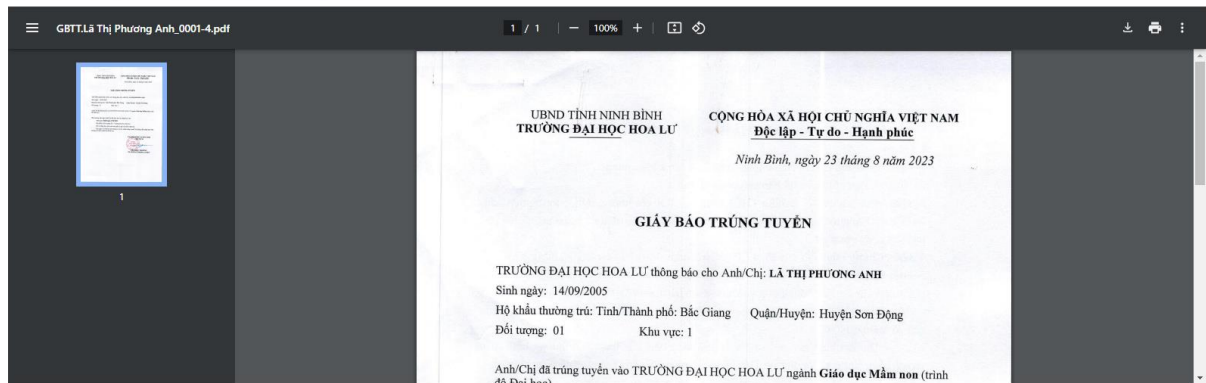 GBTT.Lã Thị Phương Anh_0001-4.pdf
1 / 1
100%
1
UBND TỈNH NINH BÌNH
TRƯỜNG ĐẠI HỌC HOA LƯ
CỘNG HÒA XÃ HỘI CHỦ NGHĨA VIỆT NAM
Độc lập - Tự do - Hạnh phúc
Ninh Bình, ngày 23 tháng 8 năm 2023
GIẤY BÁO TRÚNG TUYỂN
TRƯỜNG ĐẠI HỌC HOA LƯ thông báo cho Anh/Chị: LÃ THỊ PHƯƠNG ANH
Sinh ngày: 14/09/2005
Hộ khẩu thường trú: Tỉnh/Thành phố: Bắc Giang Quận/Huyện: Huyện Sơn Động
Đối tượng: 01 Khu vực: 1
Anh/Chị đã trúng tuyển vào TRƯỜNG ĐẠI HỌC HOA LƯ ngành Giáo dục Mầm non (trình
độ Đại học)